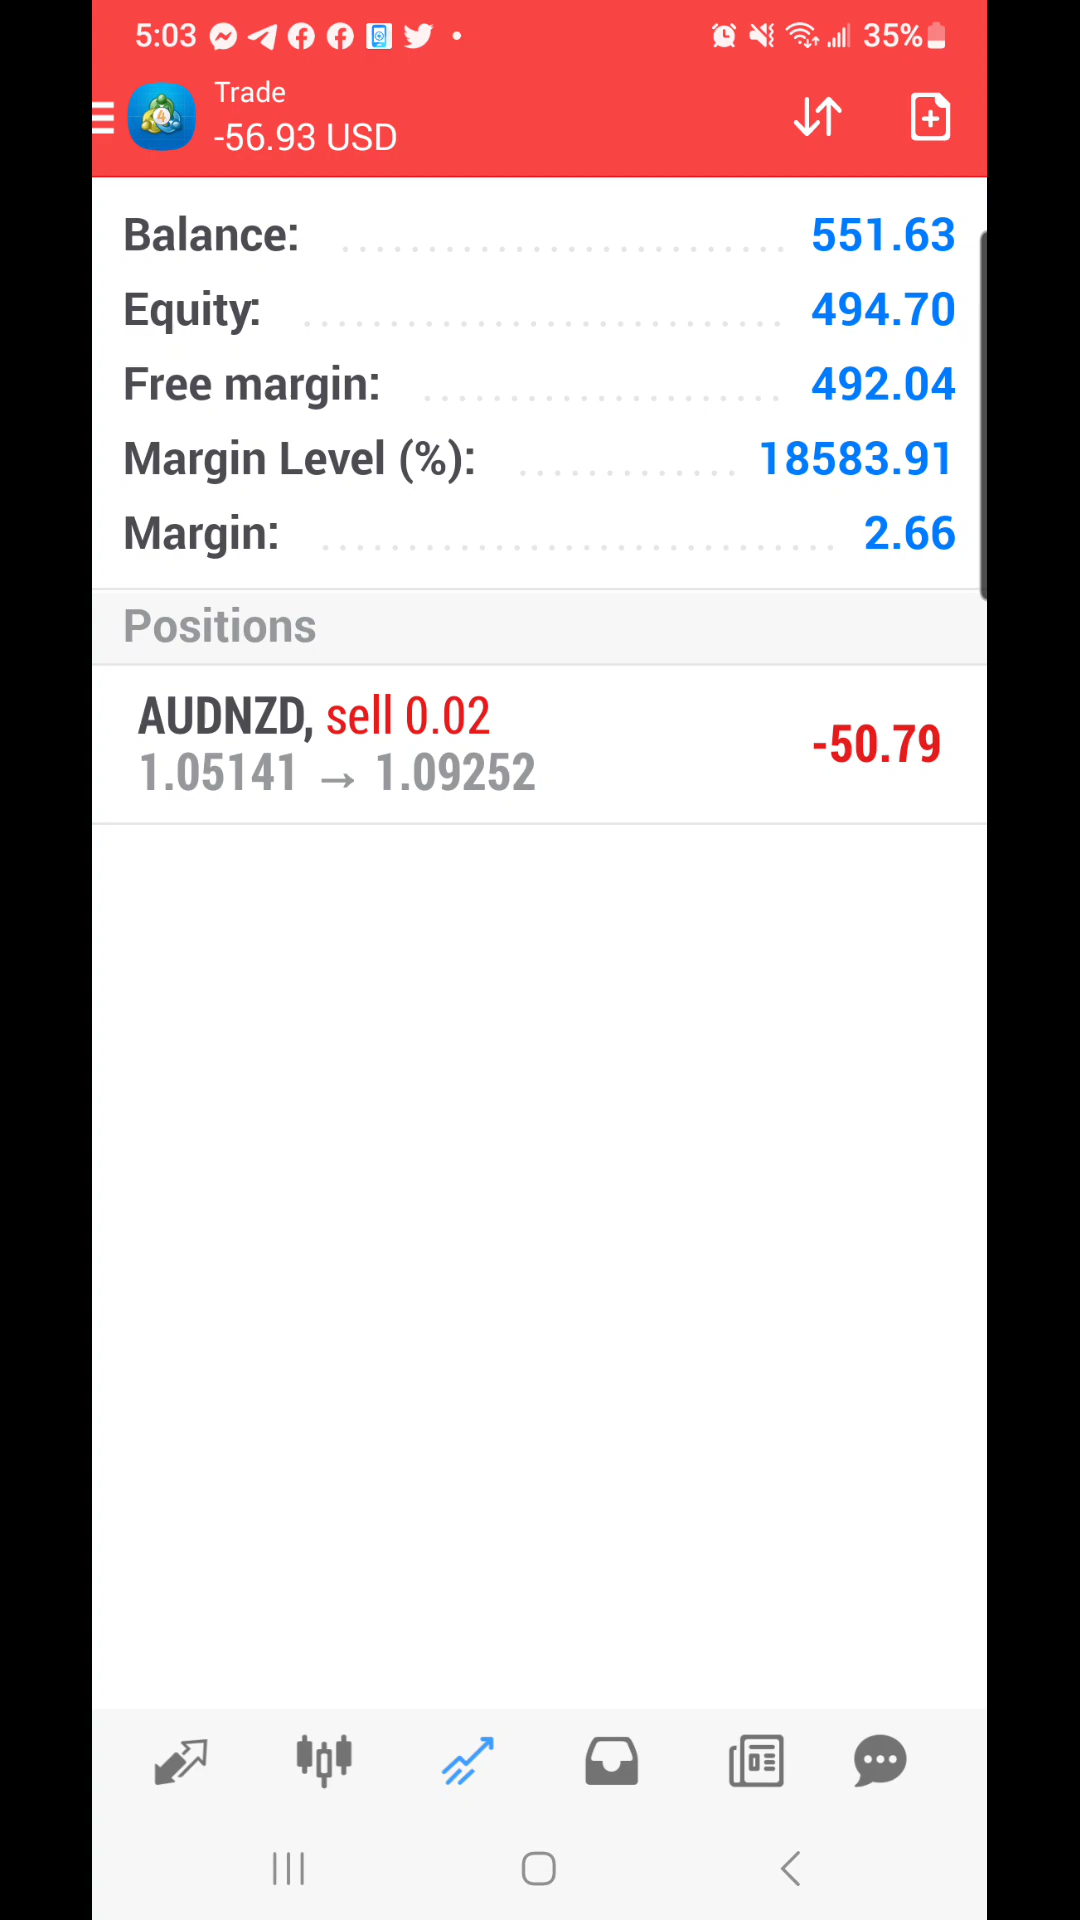 5:03 35%
Trade
-56.93 USD
Balance: 551.63
Equity: 494.70
Free margin: 492.04
Margin Level (%): 18583.91
Margin: 2.66
Positions
AUDNZD, sell 0.02
-50.79
1.05141 → 1.09252